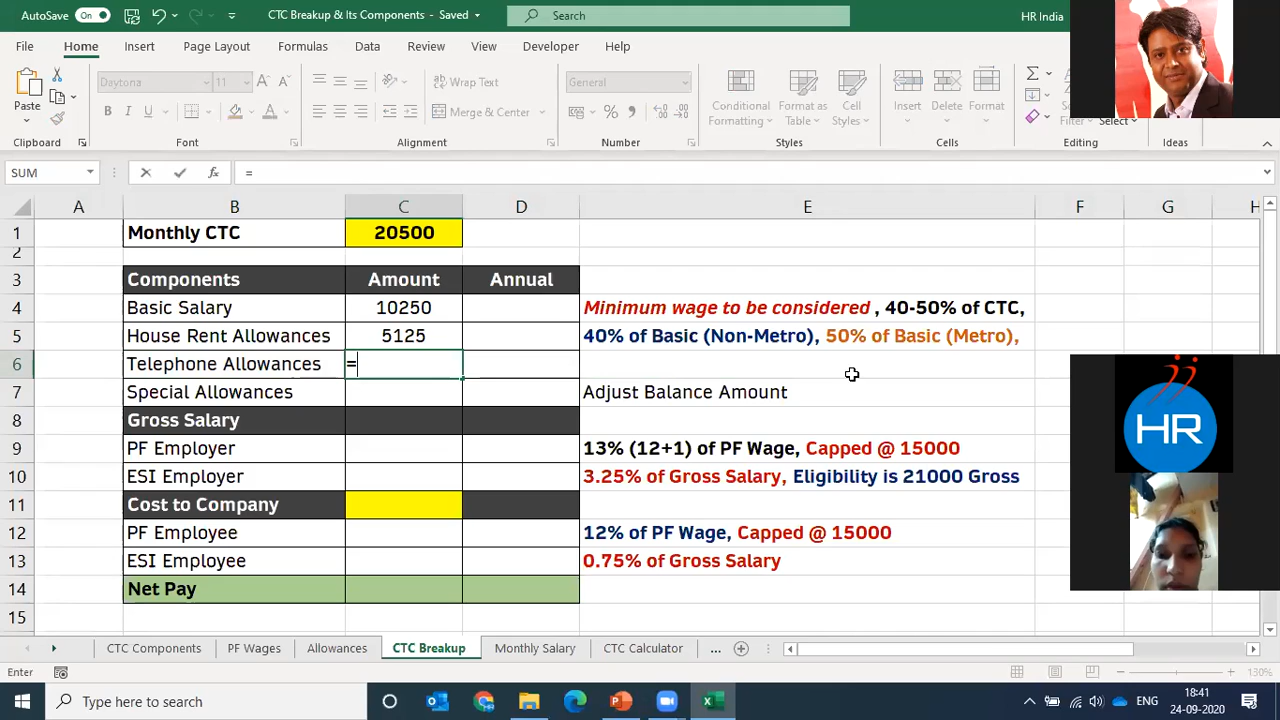 AutoSave On CTC Breakup & Its Components - Saved Search HR India
File Home Insert Page Layout Formulas Data Review View Developer Help
Paste Daytona 11 Wrap Text General Conditional Format as Cell Insert Delete Format
B I U Merge & Center Formatting Table Styles Filter Select
Clipboard Font Alignment Number Styles Cells Editing Ideas
SUM fx =
A B C D E F G H
1 Monthly CTC 20500
2
3 Components Amount Annual
4 Basic Salary 10250 Minimum wage to be considered , 40-50% of CTC,
5 House Rent Allowances 5125 40% of Basic (Non-Metro), 50% of Basic (Metro),
6 Telephone Allowances =
7 Special Allowances Adjust Balance Amount
8 Gross Salary
9 PF Employer 13% (12+1) of PF Wage, Capped @ 15000
10 ESI Employer 3.25% of Gross Salary, Eligibility is 21000 Gross
11 Cost to Company
12 PF Employee 12% of PF Wage, Capped @ 15000
13 ESI Employee 0.75% of Gross Salary
14 Net Pay
15
jj
HR
CTC Components PF Wages Allowances CTC Breakup Monthly Salary CTC Calculator ...
Enter 130%
Type here to search ENG 18:41
24-09-2020